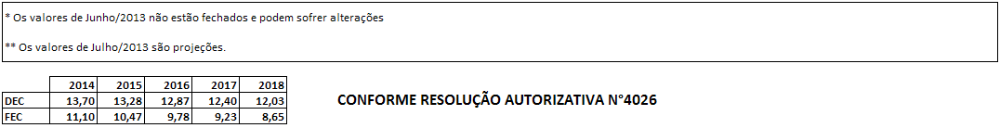 * Os valores de Junho/2013 não estão fechados e podem sofrer alterações
** Os valores de Julho/2013 são projeções.
2014 2015 2016 2017 2018
DEC 13,70 13,28 12,87 12,40 12,03
FEC 11,10 10,47 9,78 9,23 8,65
CONFORME RESOLUÇÃO AUTORIZATIVA N°4026